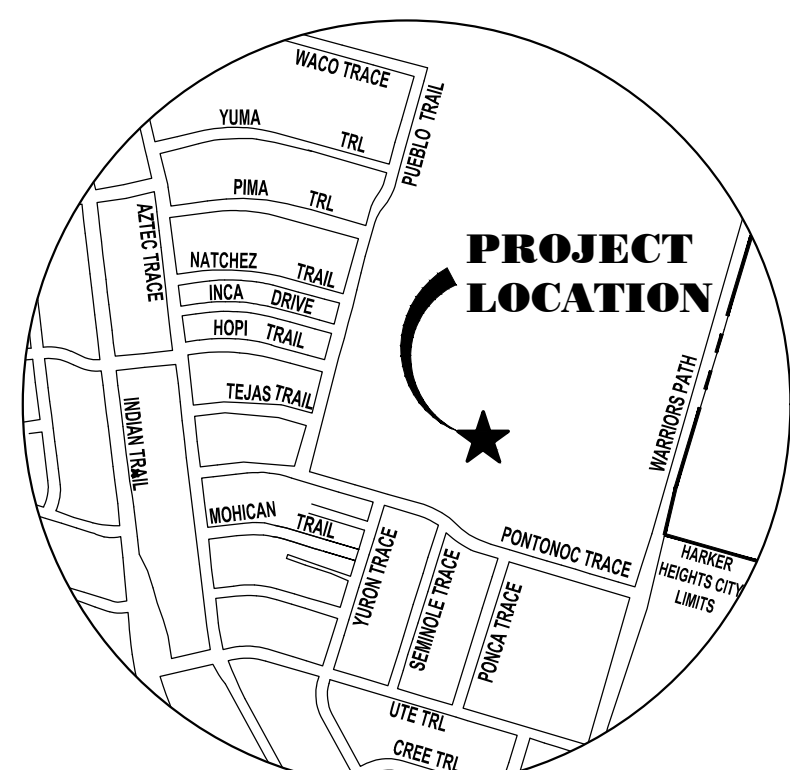 WACO TRACE
PUEBLO TRAIL
YUMA TRL
PIMA TRL
AZTEC TRACE
NATCHEZ TRAIL
INCA DRIVE
HOPI TRAIL
TEJAS TRAIL
INDIAN TRAIL
PROJECT
LOCATION
WARRIORS PATH
MOHICAN TRAIL
YURON TRACE
SEMINOLE TRACE
PONCA TRACE
PONTONOC TRACE
HARKER
HEIGHTS CITY
LIMITS
UTE TRL
CREE TRL